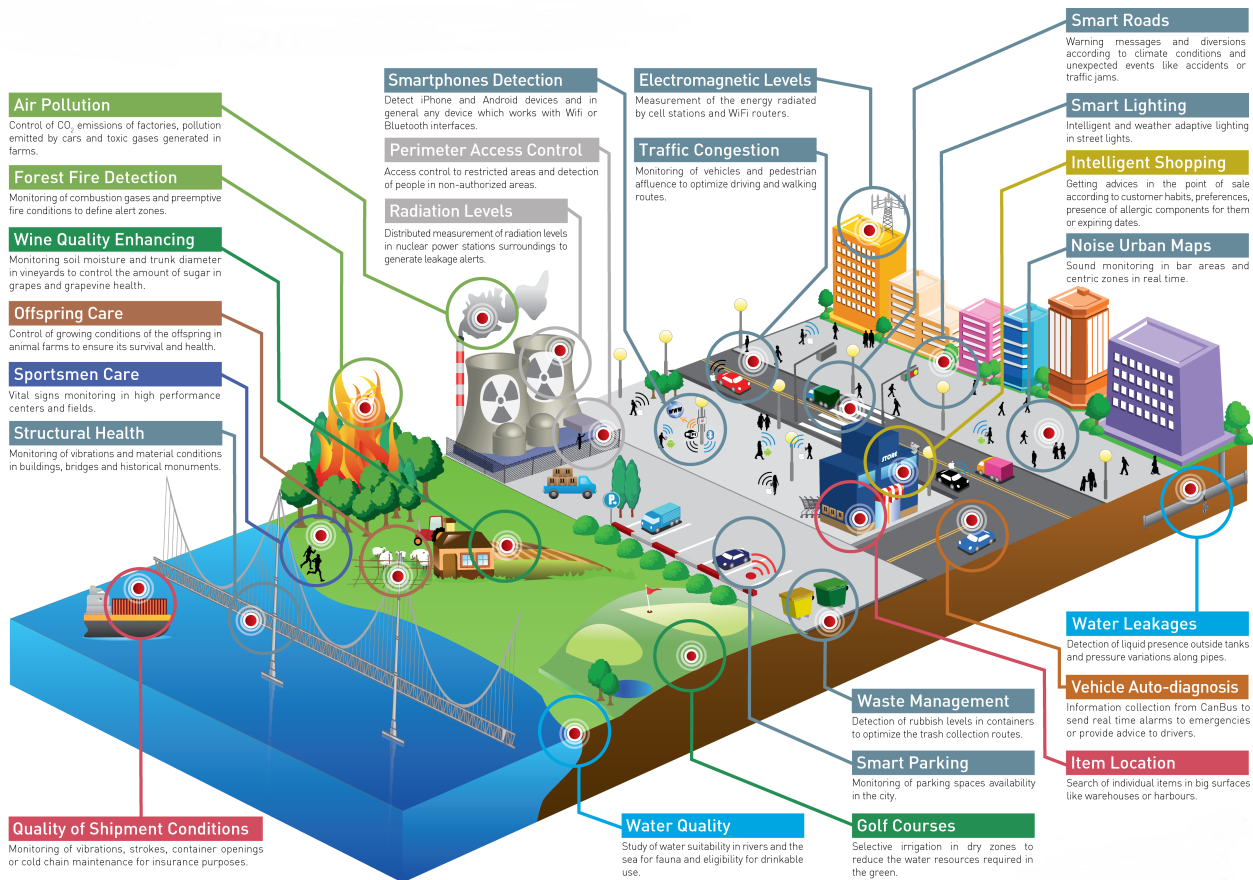 Air Pollution
Control of CO₂ emissions of factories, pollution
emitted by cars and toxic gases generated in
farms.
Forest Fire Detection
Monitoring of combustion gases and preemptive
fire conditions to define alert zones.
Wine Quality Enhancing
Monitoring soil moisture and trunk diameter
in vineyards to control the amount of sugar in
grapes and grapevine health.
Offspring Care
Control of growing conditions of the offspring in
animal farms to ensure its survival and health.
Sportsmen Care
Vital signs monitoring in high performance
centers and fields.
Structural Health
Monitoring of vibrations and material conditions
in buildings, bridges and historical monuments.
Quality of Shipment Conditions
Monitoring of vibrations, strokes, container openings
or cold chain maintenance for insurance purposes.
Smartphones Detection
Detect iPhone and Android devices and in
general any device which works with Wifi or
Bluetooth interfaces.
Perimeter Access Control
Access control to restricted areas and detection
of people in non-authorized areas.
Radiation Levels
Distributed measurement of radiation levels
in nuclear power stations surroundings to
generate leakage alerts.
Electromagnetic Levels
Measurement of the energy radiated
by cell stations and WiFi routers.
Traffic Congestion
Monitoring of vehicles and pedestrian
affluence to optimize driving and walking
routes.
Smart Roads
Warning messages and diversions
according to climate conditions and
unexpected events like accidents or
traffic jams.
Smart Lighting
Intelligent and weather adaptive lighting
in street lights.
Intelligent Shopping
Getting advices in the point of sale
according to customer habits, preferences,
presence of allergic components for them
or expiring dates.
Noise Urban Maps
Sound monitoring in bar areas and
centric zones in real time.
WWW
STORE
P
Water Leakages
Detection of liquid presence outside tanks
and pressure variations along pipes.
Vehicle Auto-diagnosis
Information collection from CanBus to
send real time alarms to emergencies
or provide advice to drivers.
Item Location
Search of individual items in big surfaces
like warehouses or harbours.
Waste Management
Detection of rubbish levels in containers
to optimize the trash collection routes.
Smart Parking
Monitoring of parking spaces availability
in the city.
Golf Courses
Selective irrigation in dry zones to
reduce the water resources required in
the green.
Water Quality
Study of water suitability in rivers and the
sea for fauna and eligibility for drinkable
use.